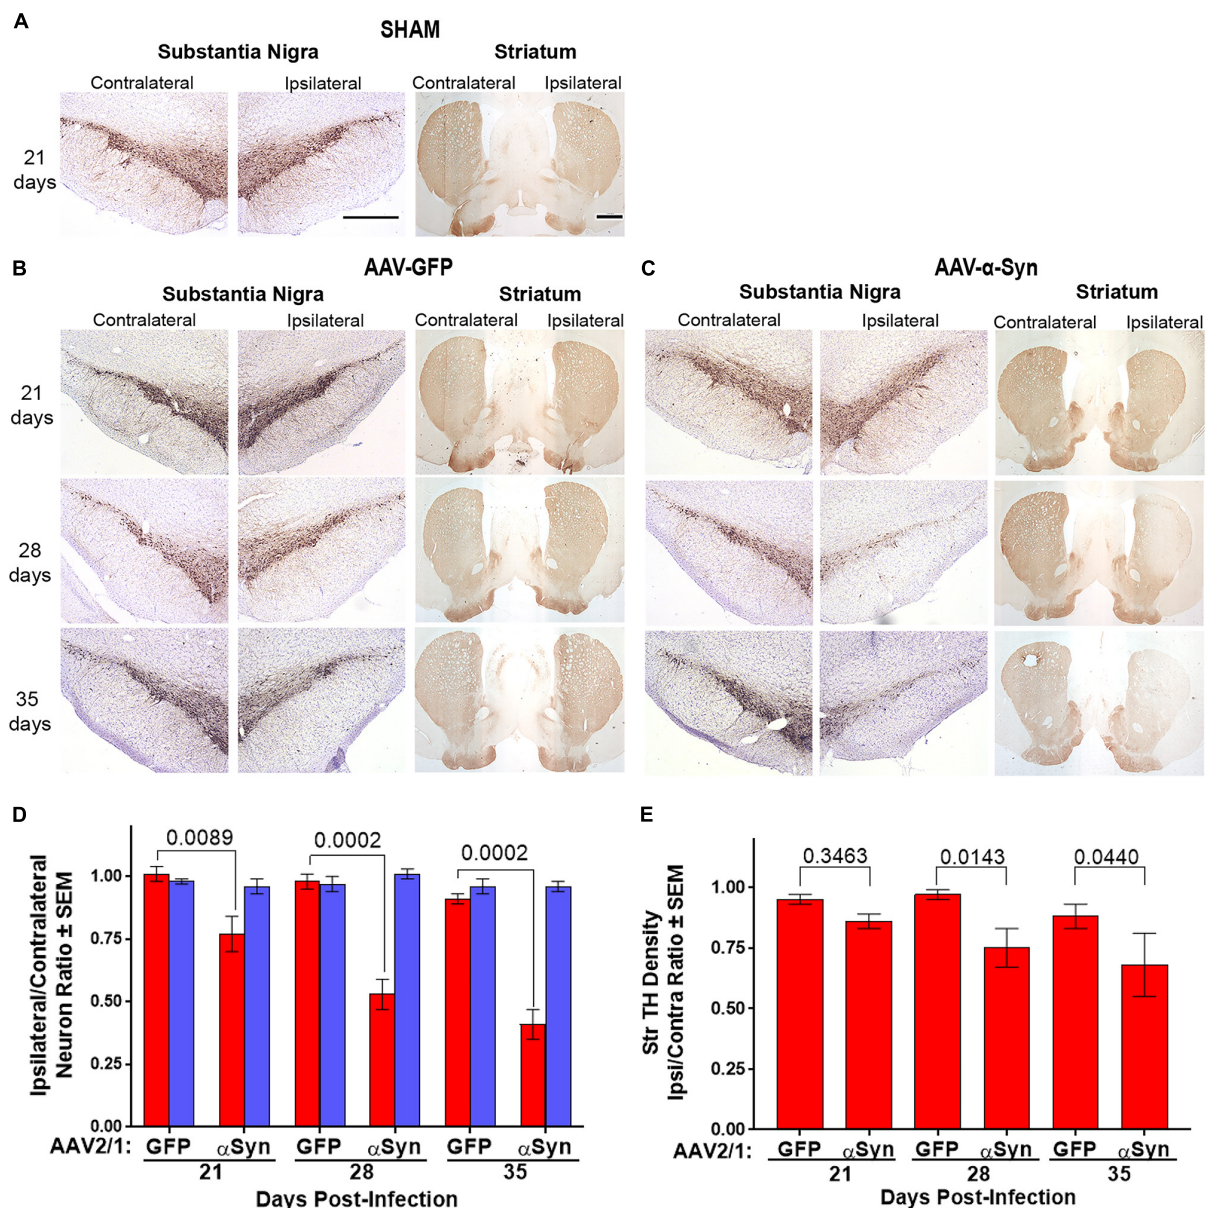 A
SHAM
Substantia Nigra
Striatum
Contralateral
Ipsilateral
Contralateral
Ipsilateral
21
days
B
AAV-GFP
Substantia Nigra
Striatum
Contralateral
Ipsilateral
Contralateral
Ipsilateral
21
days
28
days
35
days
C
AAV-α-Syn
Substantia Nigra
Striatum
Contralateral
Ipsilateral
Contralateral
Ipsilateral
D
Ipsilateral/Contralateral
Neuron Ratio ± SEM
1.00
0.75
0.50
0.25
0.00
0.0089
0.0002
0.0002
AAV2/1:
GFP
αSyn
GFP
αSyn
GFP
αSyn
21
28
35
Days Post-Infection
E
Str TH Density
Ipsi/Contra Ratio ± SEM
1.00
0.75
0.50
0.25
0.00
0.3463
0.0143
0.0440
AAV2/1:
GFP
αSyn
GFP
αSyn
GFP
αSyn
21
28
35
Days Post-Infection